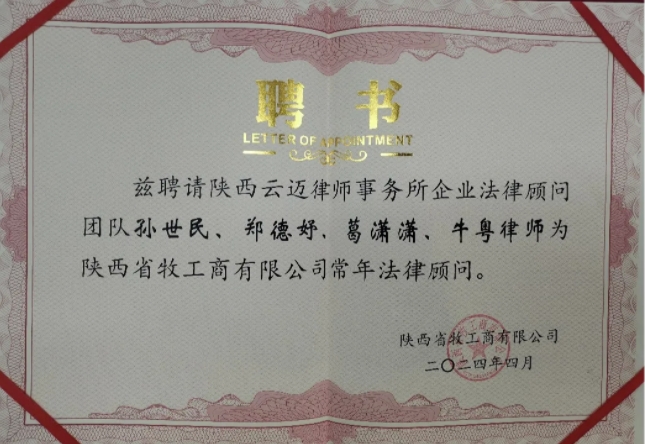 聘书
LETTER OF APPOINTMENT
兹聘请陕西云迈律师事务所企业法律顾问
团队孙世民、郑德妤、葛潇潇、牛粤律师为
陕西省牧工商有限公司常年法律顾问。
陕西省牧工商有限公司
二〇二四年四月